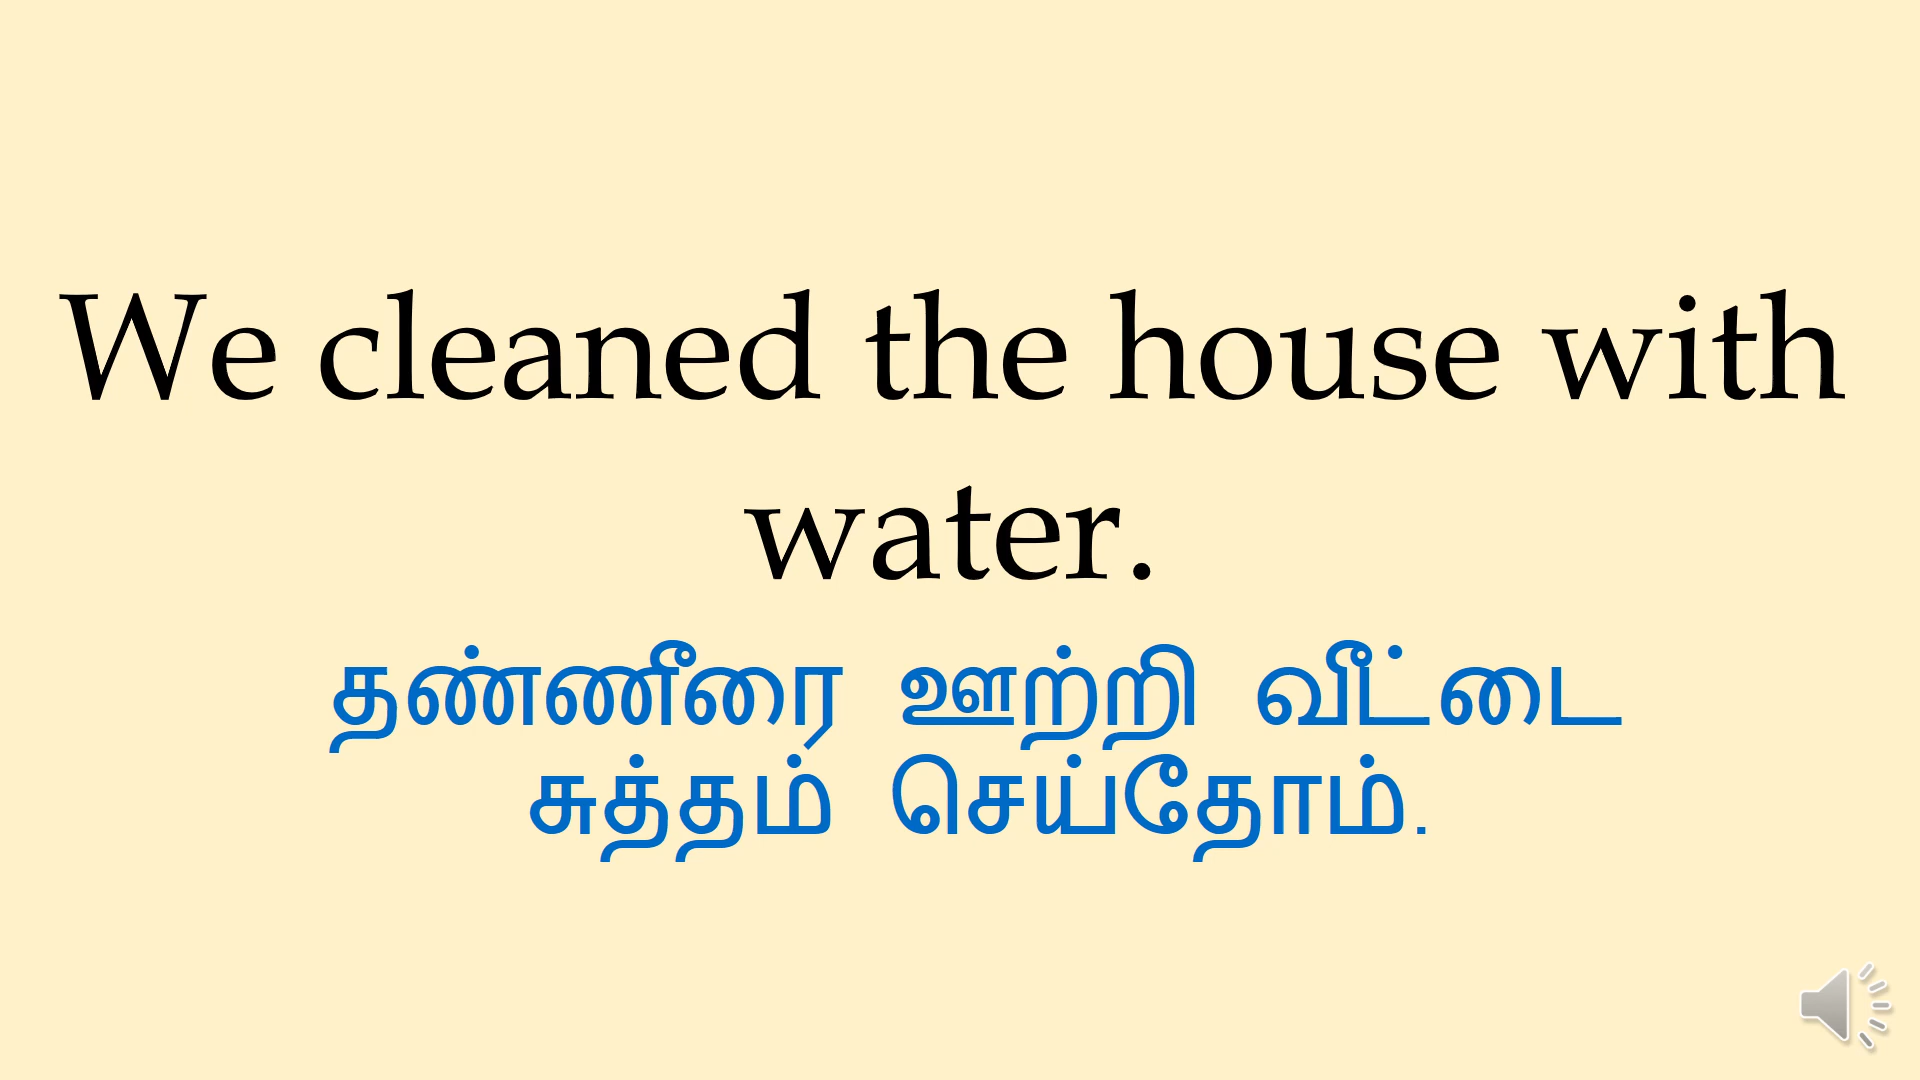 We cleaned the house with
water.
தண்ணீரை ஊற்றி வீட்டை
சுத்தம் செய்தோம்.